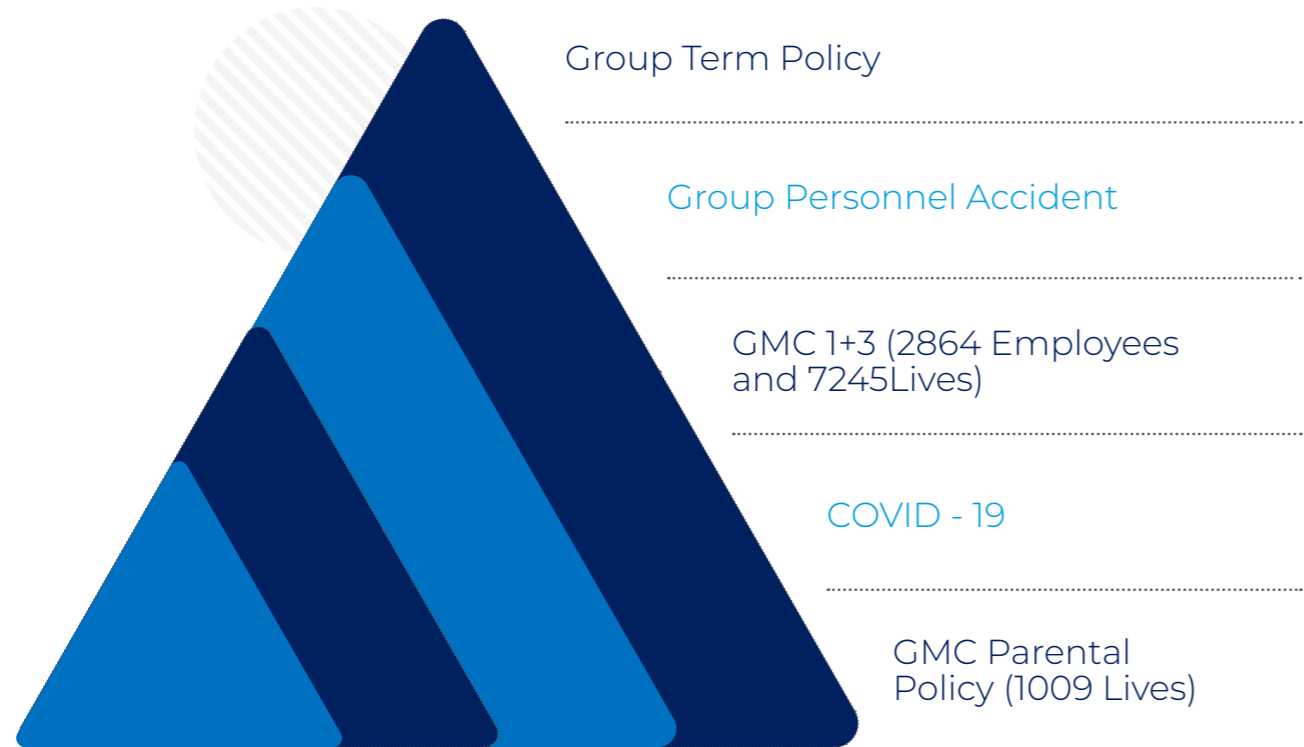 Group Term Policy
Group Personnel Accident
GMC 1+3 (2864 Employees
and 7245Lives)
COVID - 19
GMC Parental
Policy (1009 Lives)